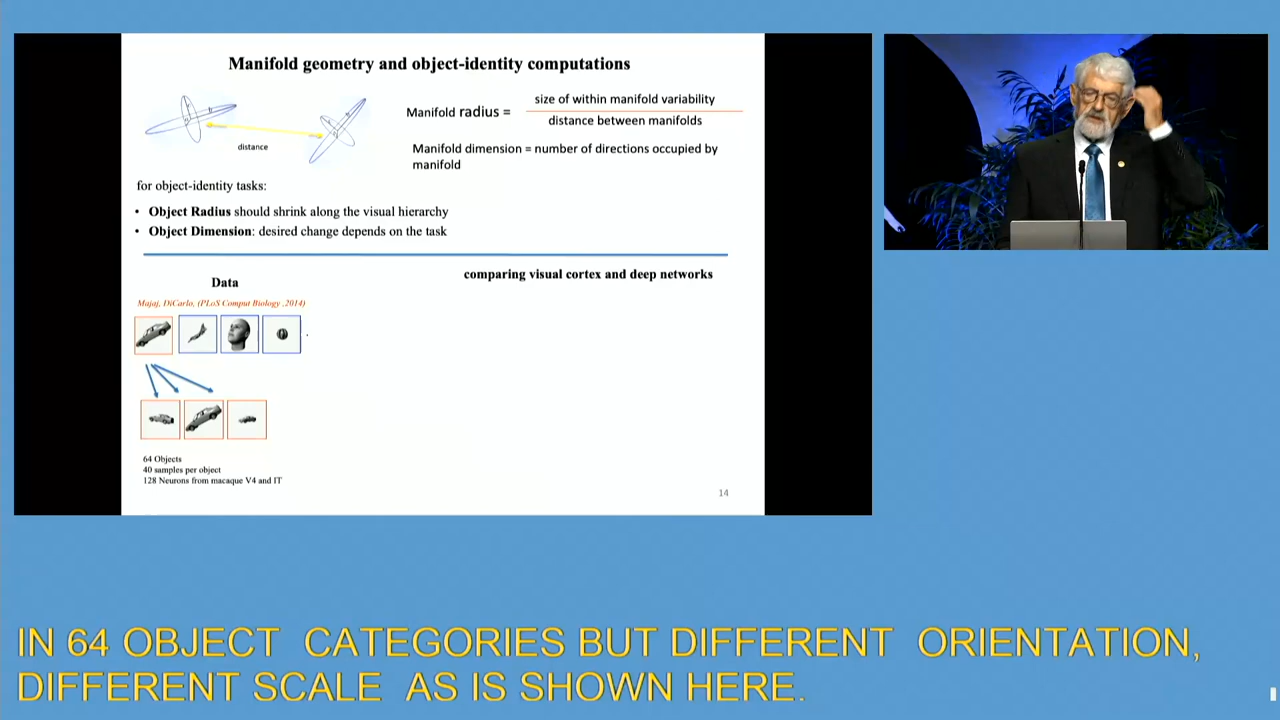 Manifold geometry and object-identity computations
distance
Manifold radius =
size of within manifold variability
distance between manifolds
Manifold dimension = number of directions occupied by
manifold
for object-identity tasks:
• Object Radius should shrink along the visual hierarchy
• Object Dimension: desired change depends on the task
Data
comparing visual cortex and deep networks
Majaj, DiCarlo, (PLoS Comput Biology ,2014)
64 Objects
40 samples per object
128 Neurons from macaque V4 and IT
14
IN 64 OBJECT CATEGORIES BUT DIFFERENT ORIENTATION,
DIFFERENT SCALE AS IS SHOWN HERE.